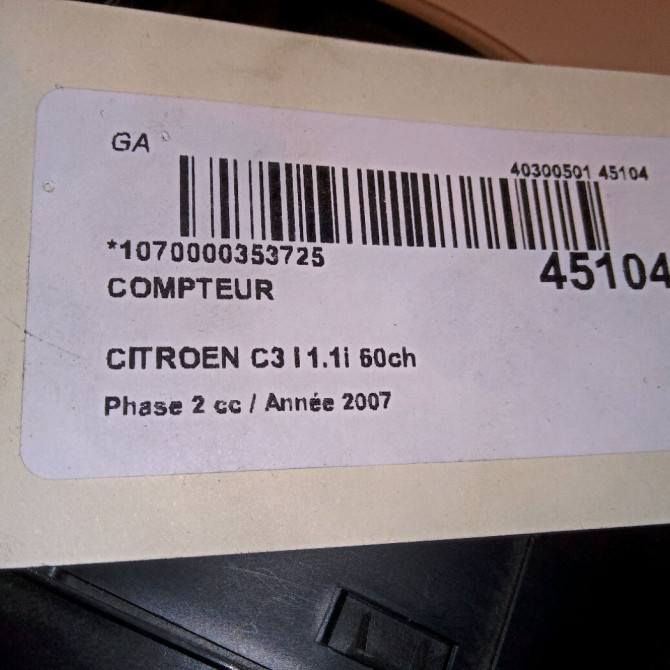 GA
40300501 45104
*1070000353725
45104
COMPTEUR
CITROEN C3 I 1.1i 60ch
Phase 2 cc / Année 2007